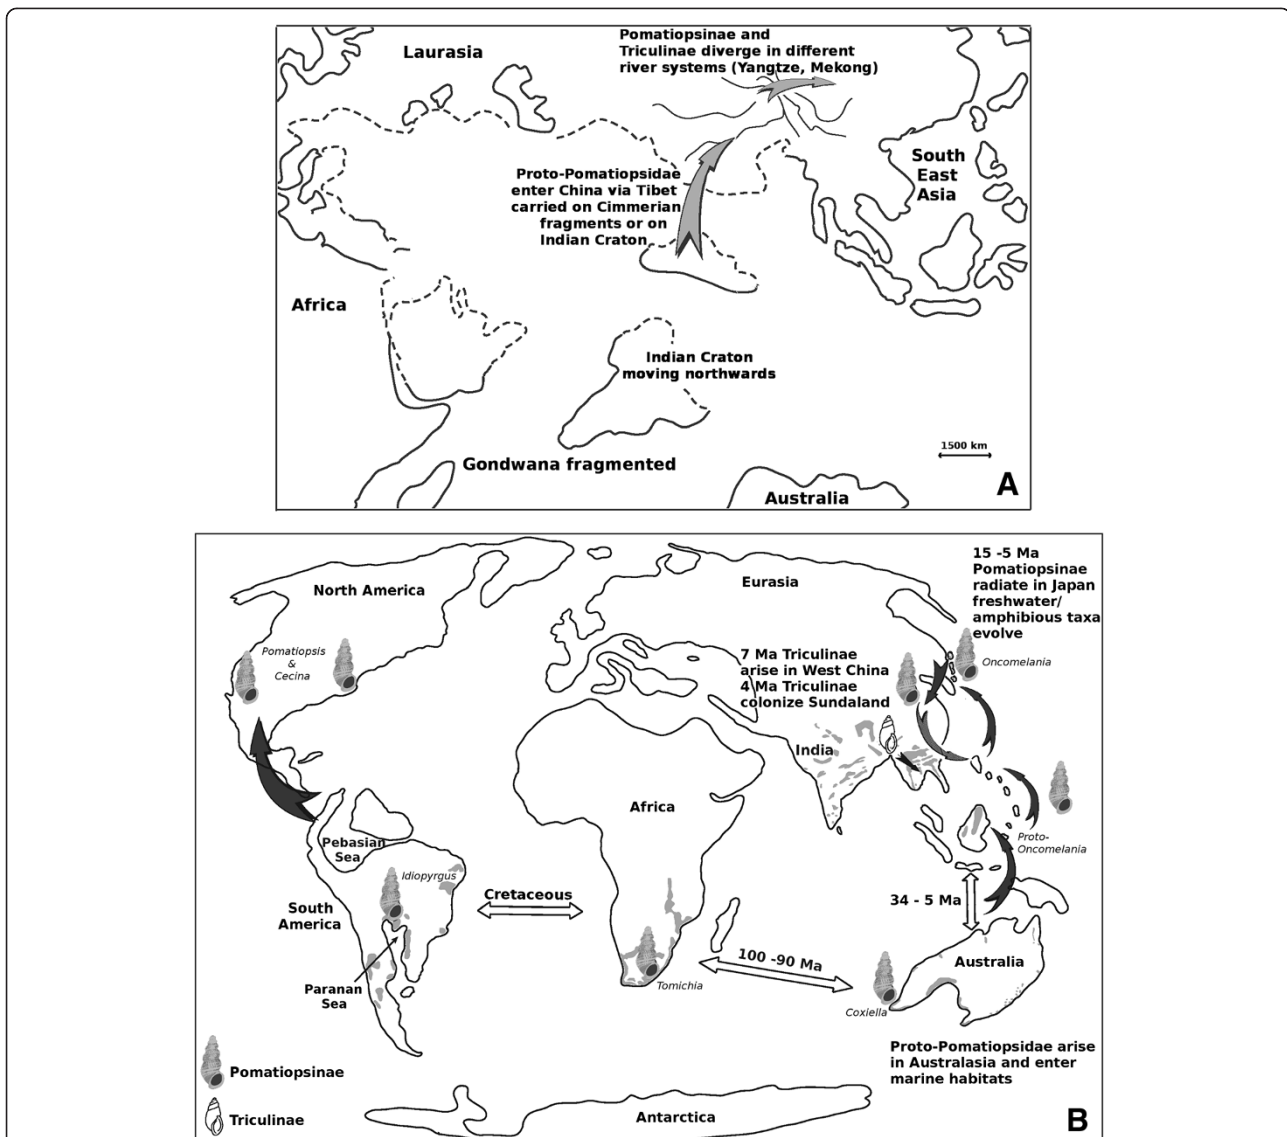 Pomatiopsinae and
Triculinae diverge in different
river systems (Yangtze, Mekong)
Laurasia
South
East
Asia
Proto-Pomatiopsidae
enter China via Tibet
carried on Cimmerian
fragments or on
Indian Craton
Africa
Indian Craton
moving northwards
1500 km
Gondwana fragmented
Australia
A
15 -5 Ma
Pomatiopsinae
radiate in Japan
freshwater/
amphibious taxa
evolve
North America
Eurasia
Pomatiopsis
&
Cecina
7 Ma Triculinae
arise in West China
4 Ma Triculinae
colonize Sundaland
Oncomelania
India
Africa
Pebasian
Sea
Proto-
Oncomelania
Idiopyrgus
Cretaceous
34 - 5 Ma
South
America
100 -90 Ma
Australia
Paranan
Sea
Tomichia
Coxiella
Proto-Pomatiopsidae arise
in Australasia and enter
marine habitats
Pomatiopsinae
Triculinae
Antarctica
B